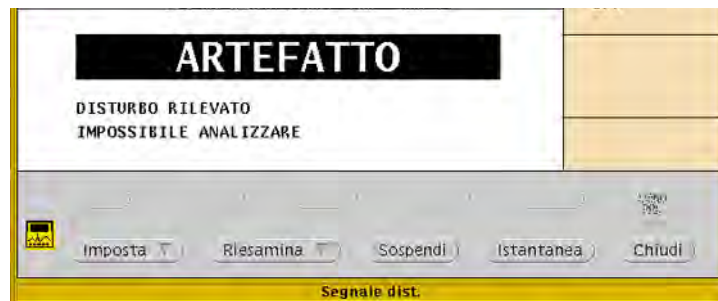 ARTEFATTO
DISTURBO RILEVATO
IMPOSSIBILE ANALIZZARE
Imposta Riesamina Sospendi Istantanea Chiudi
Segnale dist.